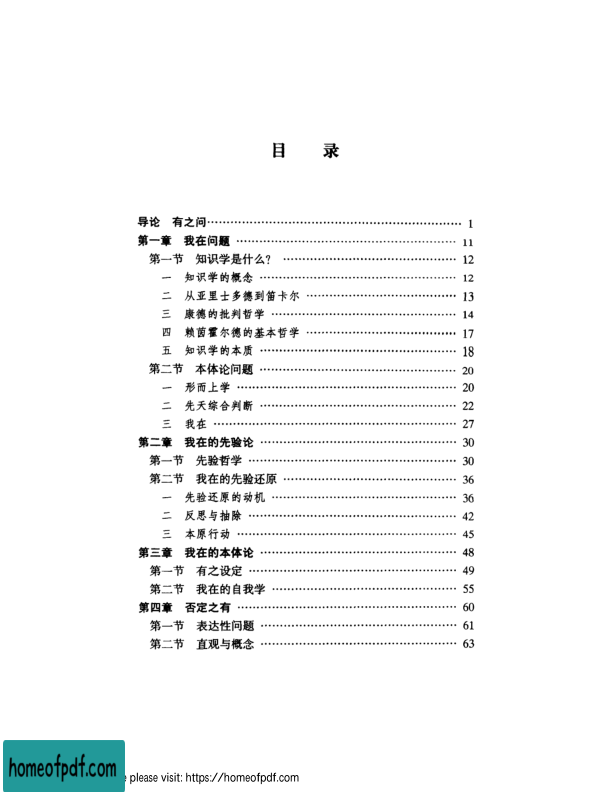 目 录
导论 有之问 …… 1
第一章 我在问题 …… 11
第一节 知识学是什么? …… 12
一 知识学的概念 …… 12
二 从亚里士多德到笛卡尔 …… 13
三 康德的批判哲学 …… 14
四 赖茵霍尔德的基本哲学 …… 17
五 知识学的本质 …… 18
第二节 本体论问题 …… 20
一 形而上学 …… 20
二 先天综合判断 …… 22
三 我在 …… 27
第二章 我在的先验论 …… 30
第一节 先验哲学 …… 30
第二节 我在的先验还原 …… 36
一 先验还原的动机 …… 36
二 反思与抽除 …… 42
三 本原行动 …… 45
第三章 我在的本体论 …… 48
第一节 有之设定 …… 49
第二节 我在的自我学 …… 55
第四章 否定之有 …… 60
第一节 表达性问题 …… 61
第二节 直观与概念 …… 63
homeofpdf.com
please visit: https://homeofpdf.com